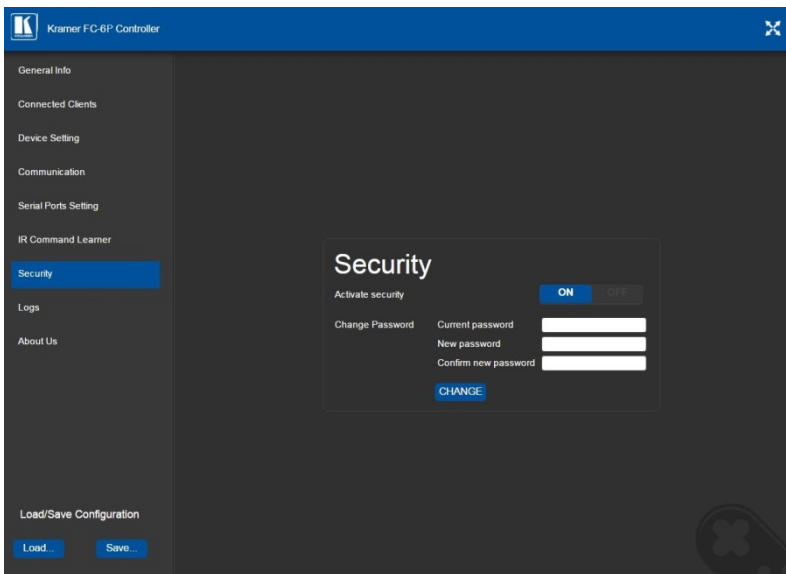 KRAMER
Kramer FC-6P Controller
General Info
Connected Clients
Device Setting
Communication
Serial Ports Setting
IR Command Learner
Security
Logs
About Us
Security
Activate security ON OFF
Change Password Current password
New password
Confirm new password
CHANGE
Load/Save Configuration
Load... Save...